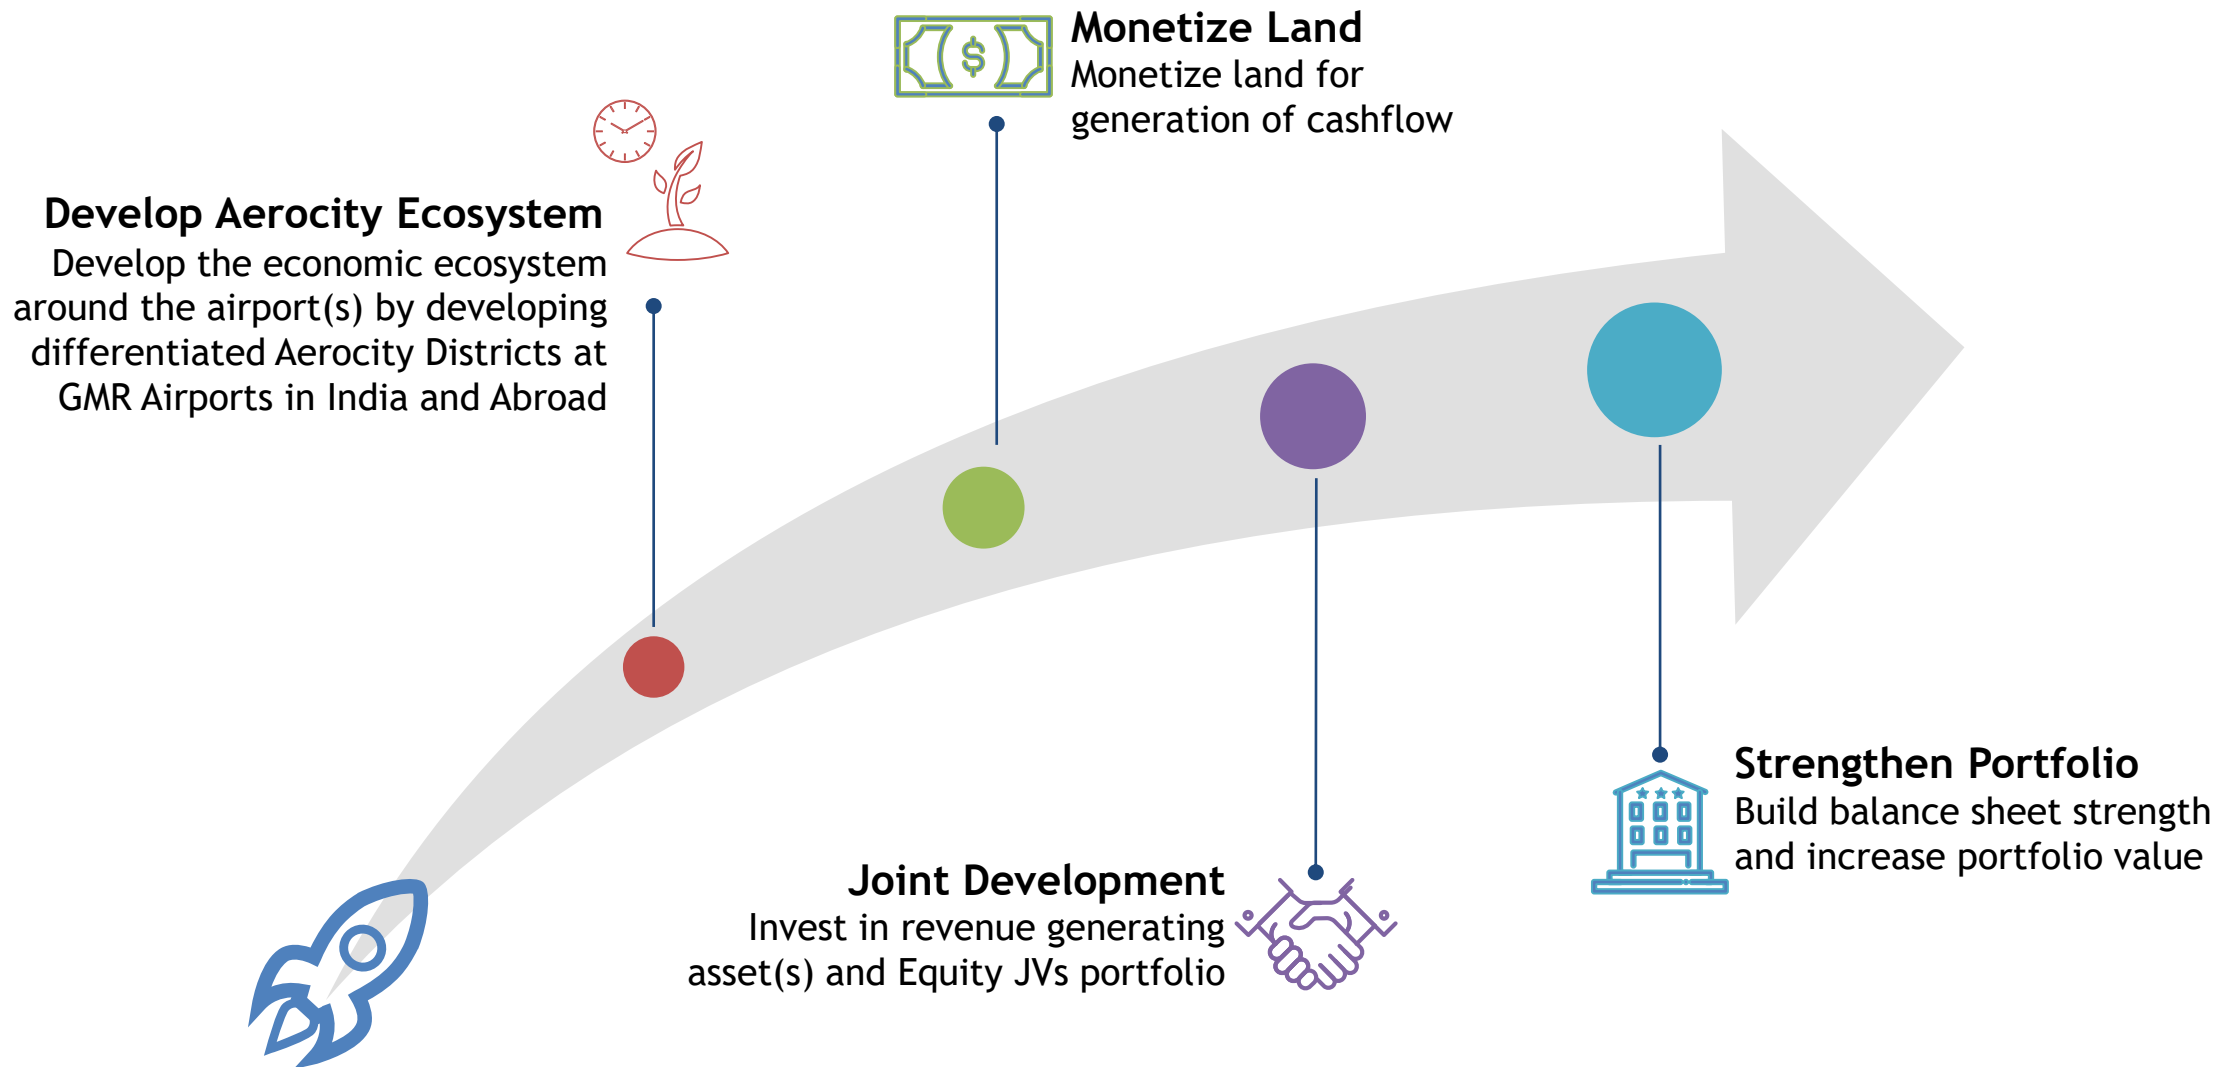 Develop Aerocity Ecosystem
Develop the economic ecosystem
around the airport(s) by developing
differentiated Aerocity Districts at
GMR Airports in India and Abroad
$
Monetize Land
Monetize land for
generation of cashflow
Joint Development
Invest in revenue generating
asset(s) and Equity JVs portfolio
Strengthen Portfolio
Build balance sheet strength
and increase portfolio value